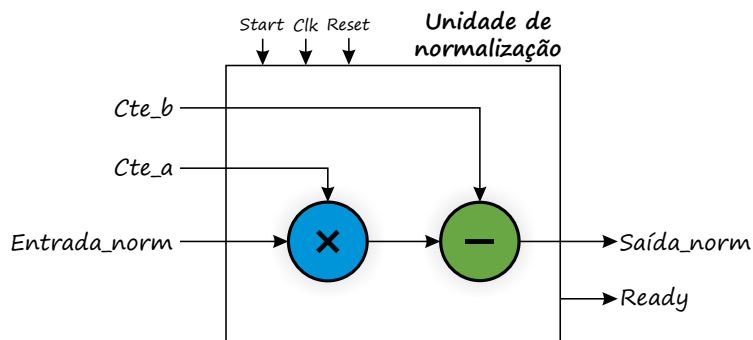 Start Clk Reset
Unidade de
normalização
Cte_b
Cte_a
Entrada_norm
Saída_norm
Ready